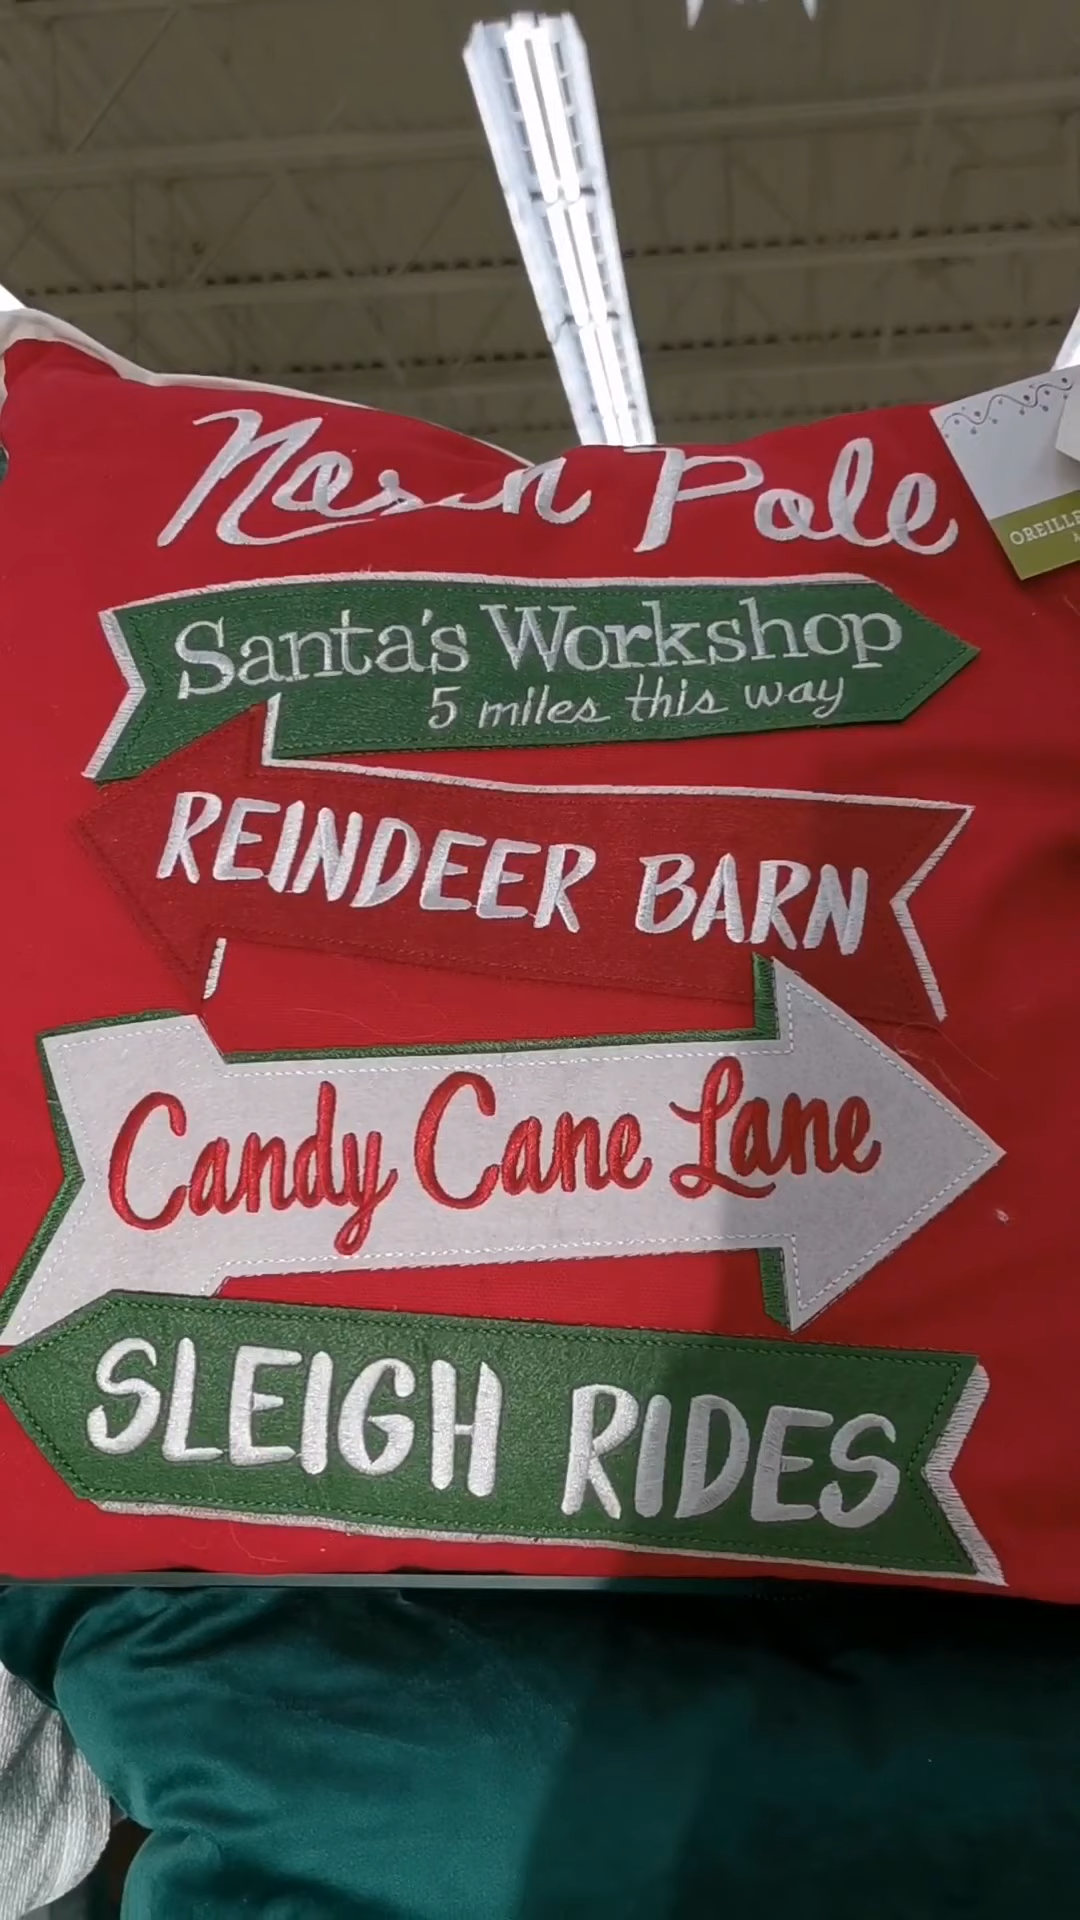 Pole
Santa's Workshop
5 miles this way
REINDEER BARN
Candy Cane Lane
SLEIGH RIDES